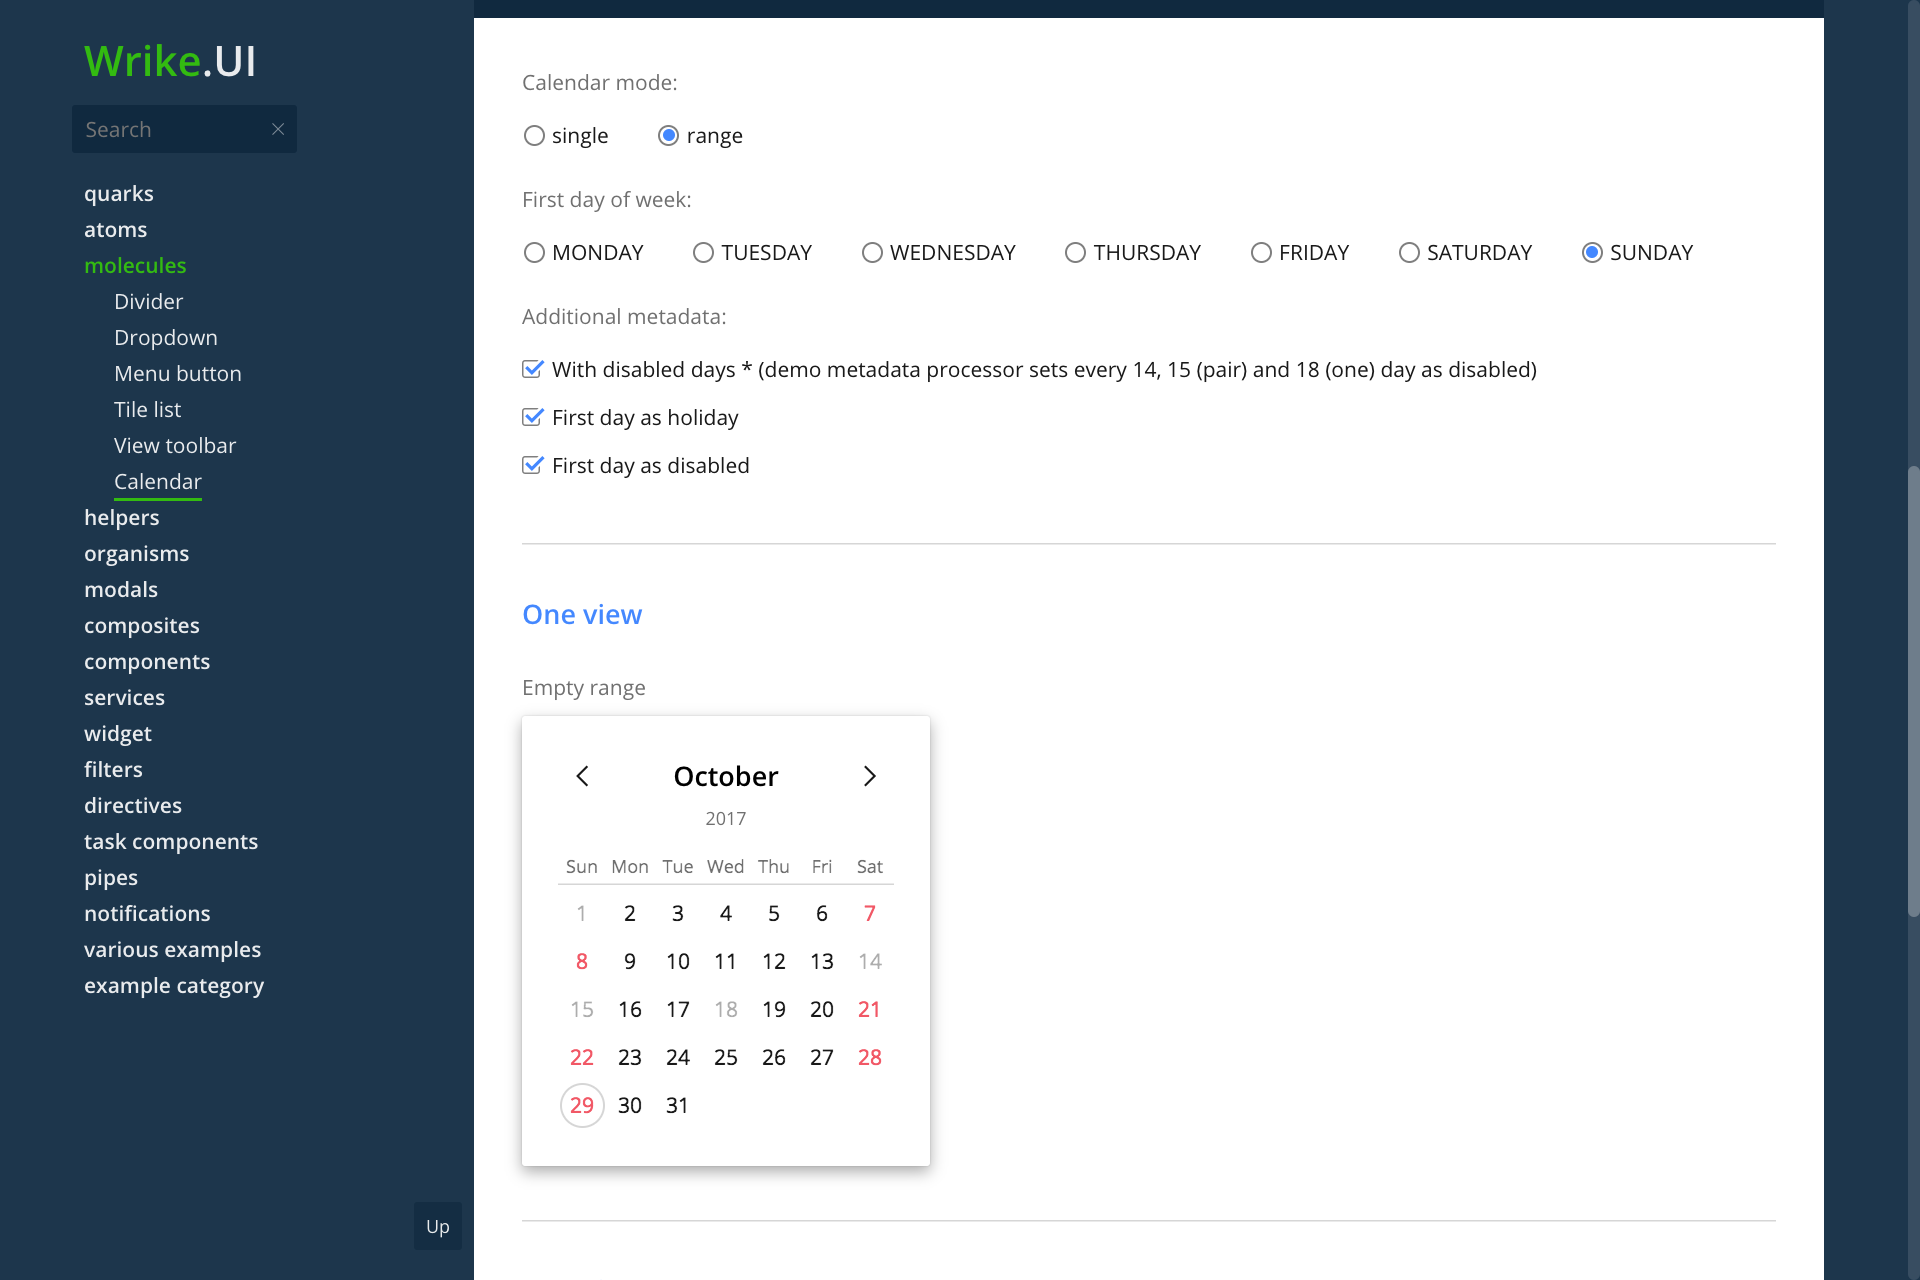 Wrike.UI
Search
quarks
atoms
molecules
Divider
Dropdown
Menu button
Tile list
View toolbar
Calendar
helpers
organisms
modals
composites
components
services
widget
filters
directives
task components
pipes
notifications
various examples
example category
Up
Calendar mode:
single range
First day of week:
MONDAY TUESDAY WEDNESDAY THURSDAY FRIDAY SATURDAY SUNDAY
Additional metadata:
With disabled days * (demo metadata processor sets every 14, 15 (pair) and 18 (one) day as disabled)
First day as holiday
First day as disabled
One view
Empty range
October
2017
Sun Mon Tue Wed Thu Fri Sat
1 2 3 4 5 6 7
8 9 10 11 12 13 14
15 16 17 18 19 20 21
22 23 24 25 26 27 28
29 30 31